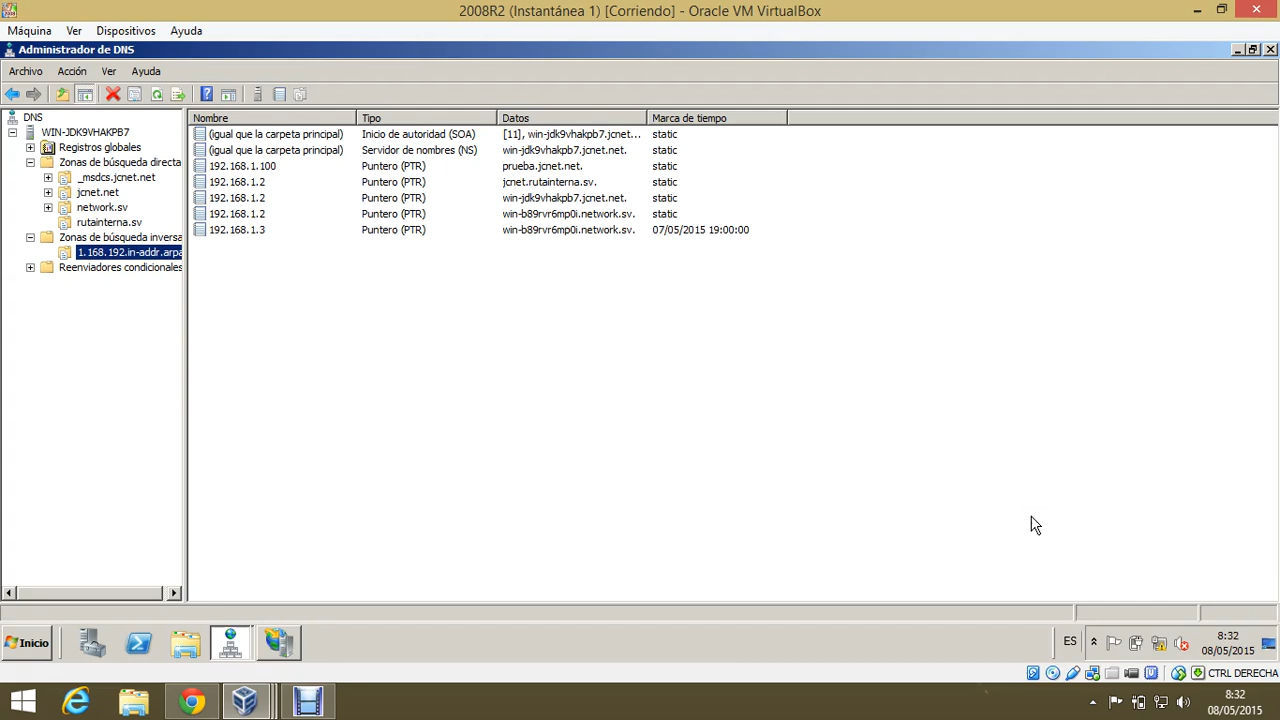 2008R2 (Instantánea 1) [Corriendo] - Oracle VM VirtualBox
Máquina Ver Dispositivos Ayuda
Administrador de DNS
Archivo Acción Ver Ayuda
DNS
WIN-JDK9VHAKPB7
Registros globales
Zonas de búsqueda directa
_msdcs.jcnet.net
jcnet.net
network.sv
rutainterna.sv
Zonas de búsqueda inversa
1.168.192.in-addr.arpa
Reenviadores condicionales
Nombre Tipo Datos Marca de tiempo
(igual que la carpeta principal) Inicio de autoridad (SOA) [11], win-jdk9vhakpb7.jcnet... static
(igual que la carpeta principal) Servidor de nombres (NS) win-jdk9vhakpb7.jcnet.net. static
192.168.1.100 Puntero (PTR) prueba.jcnet.net. static
192.168.1.2 Puntero (PTR) jcnet.rutainterna.sv. static
192.168.1.2 Puntero (PTR) win-jdk9vhakpb7.jcnet.net. static
192.168.1.2 Puntero (PTR) win-b89rvr6mp0i.network.sv. static
192.168.1.3 Puntero (PTR) win-b89rvr6mp0i.network.sv. 07/05/2015 19:00:00
Inicio
ES
8:32
08/05/2015
CTRL DERECHA
8:32
08/05/2015